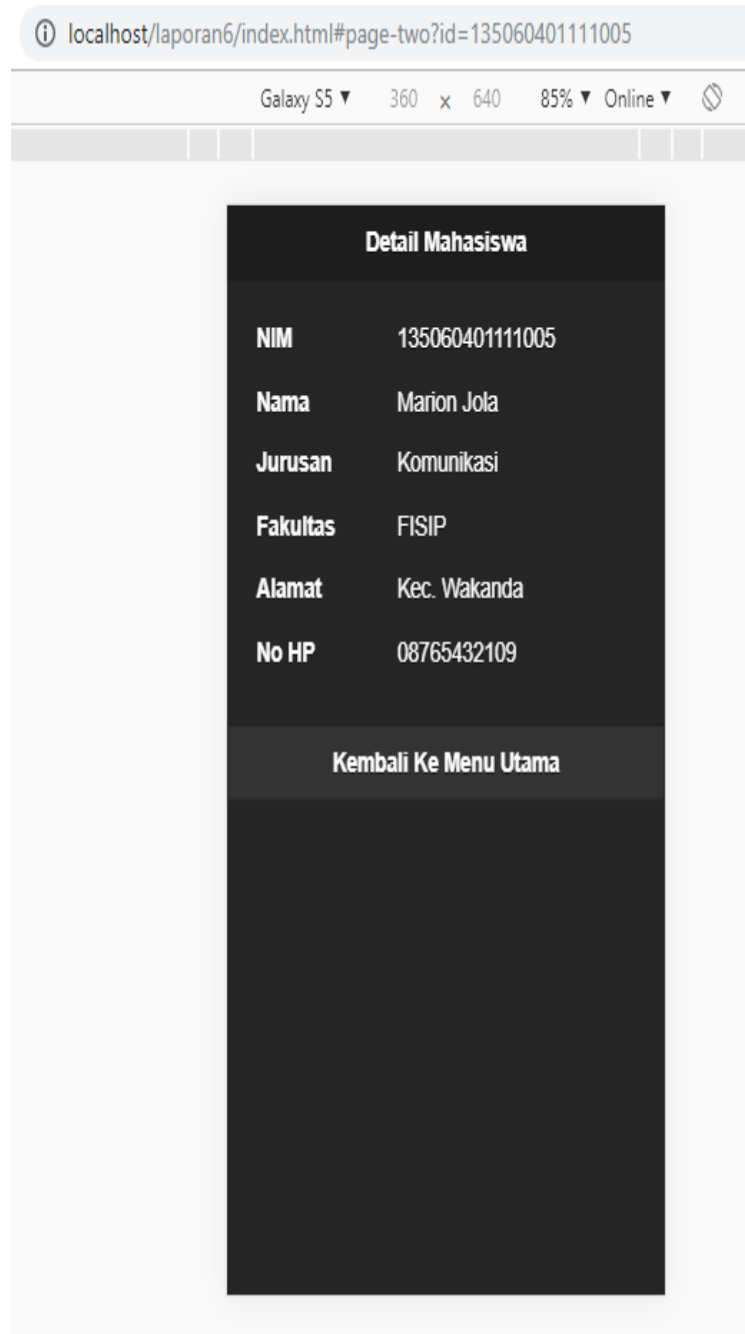 localhost/laporan6/index.html#page-two?id=135060401111005
Galaxy S5 ▼ 360 x 640 85% ▼ Online ▼
Detail Mahasiswa
NIM 135060401111005
Nama Marion Jola
Jurusan Komunikasi
Fakultas FISIP
Alamat Kec. Wakanda
No HP 08765432109
Kembali Ke Menu Utama